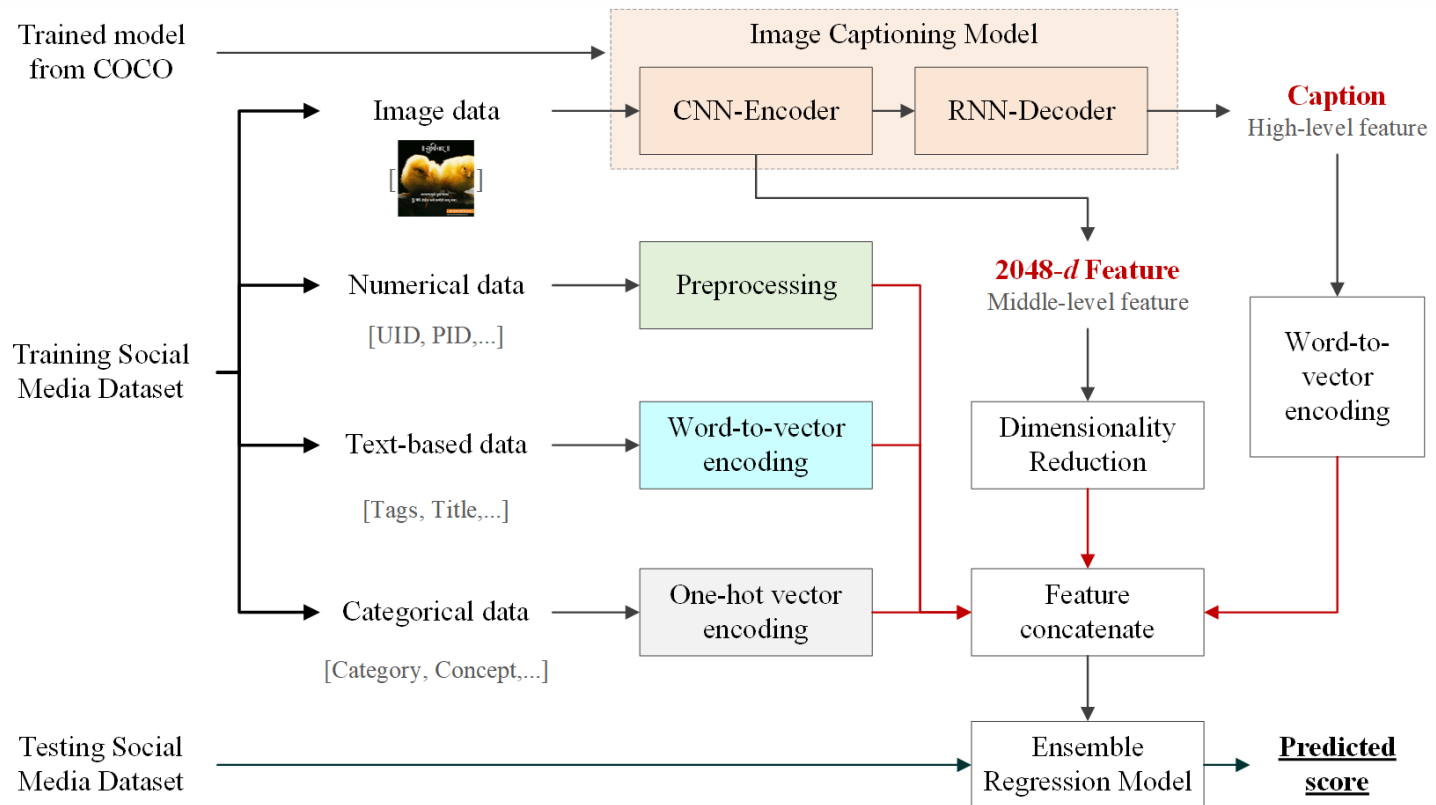 Trained model
from COCO
Image Captioning Model
Image data
CNN-Encoder
RNN-Decoder
Caption
High-level feature
[ ]
Numerical data
[UID, PID,...]
Preprocessing
2048-d Feature
Middle-level feature
Training Social
Media Dataset
Word-to-
vector
encoding
Text-based data
[Tags, Title,...]
Word-to-vector
encoding
Dimensionality
Reduction
Categorical data
[Category, Concept,...]
One-hot vector
encoding
Feature
concatenate
Testing Social
Media Dataset
Ensemble
Regression Model
Predicted
score